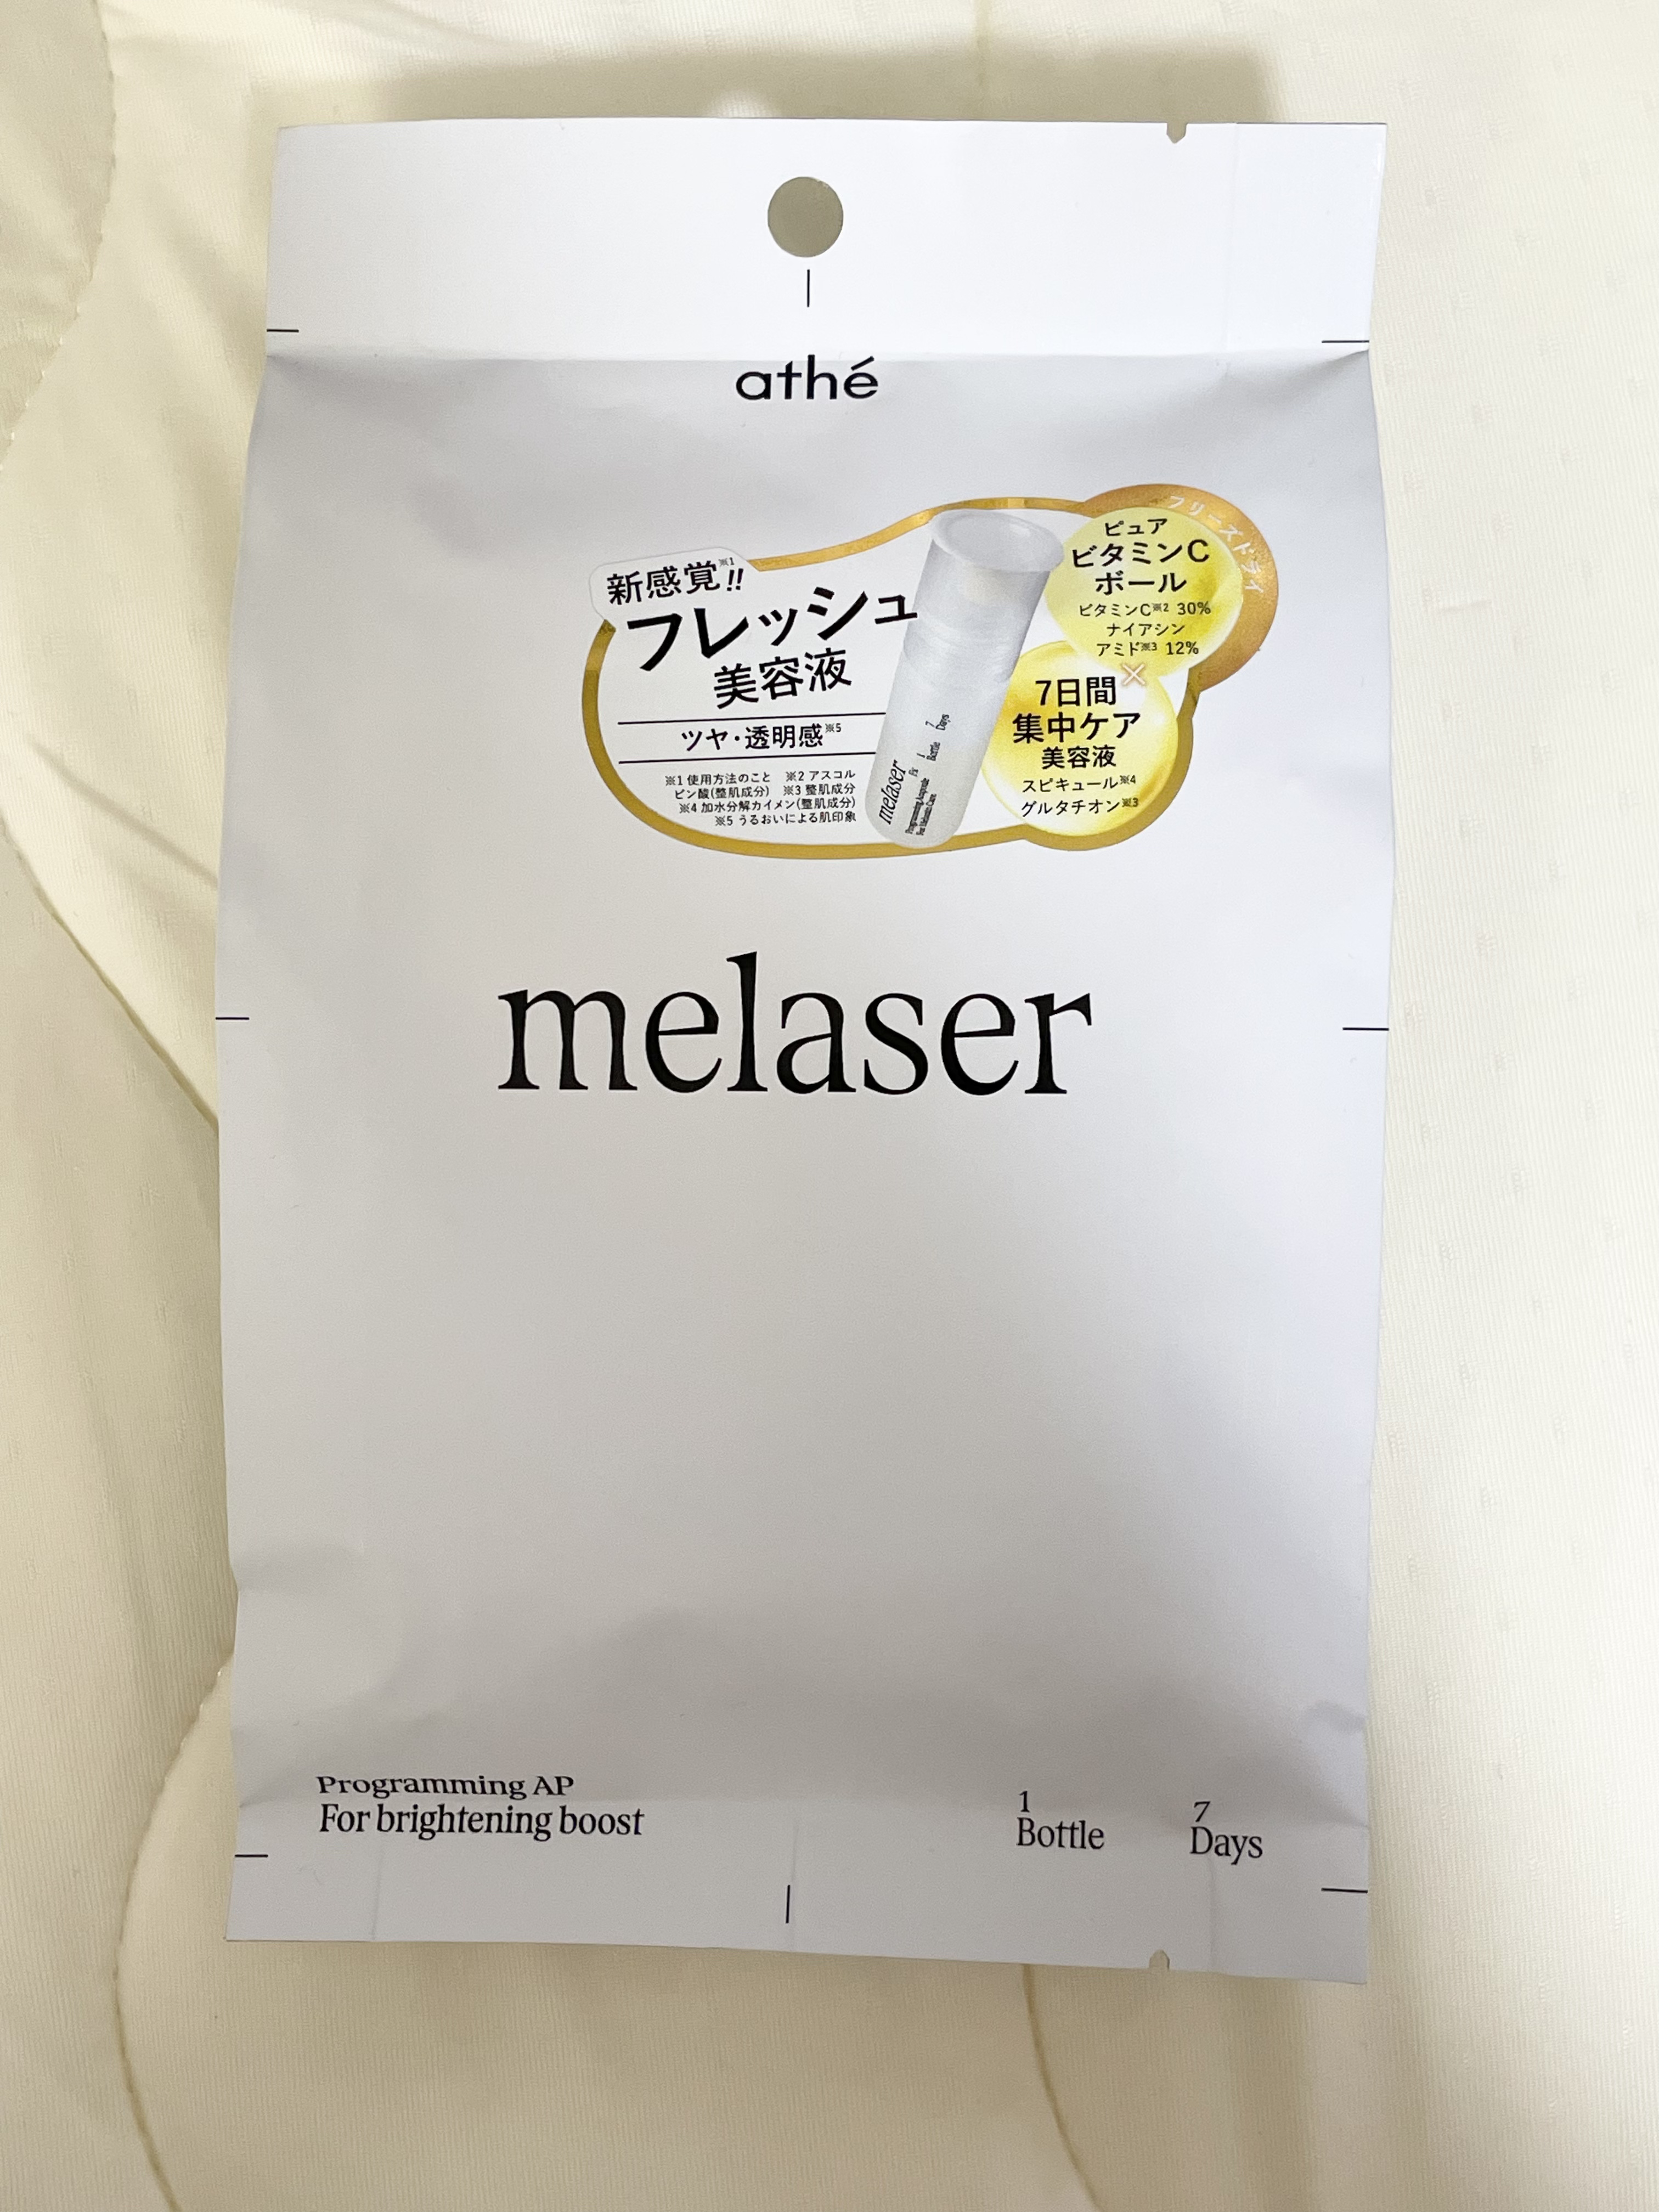 athé
フリーズドライ
新感覚※1!!
フレッシュ
美容液
ツヤ・透明感※5
※1 使用方法のこと ※2 アスコル
ビン酸(整肌成分) ※3 整肌成分
※4 加水分解カイメン(整肌成分)
※5 うるおいによる肌印象
ピュア
ビタミンC
ボール
ビタミンC※2 30%
ナイアシン
アミド※3 12%
×
7日間
集中ケア
美容液
スピキュール※4
グルタチオン※3
melaser
1
Bottle
7
Days
melaser
Programming AP
For brightening boost
1
Bottle
7
Days